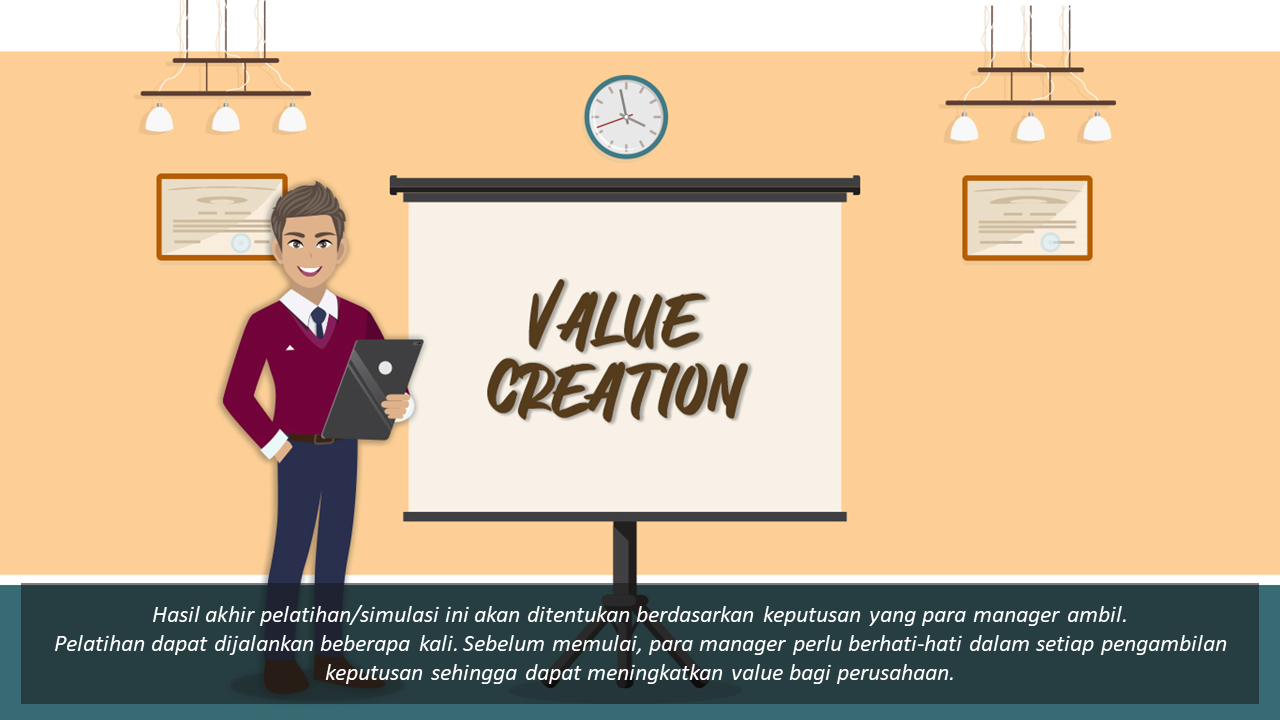 VALUE
CREATION
Hasil akhir pelatihan/simulasi ini akan ditentukan berdasarkan keputusan yang para manager ambil.
Pelatihan dapat dijalankan beberapa kali. Sebelum memulai, para manager perlu berhati-hati dalam setiap pengambilan
keputusan sehingga dapat meningkatkan value bagi perusahaan.